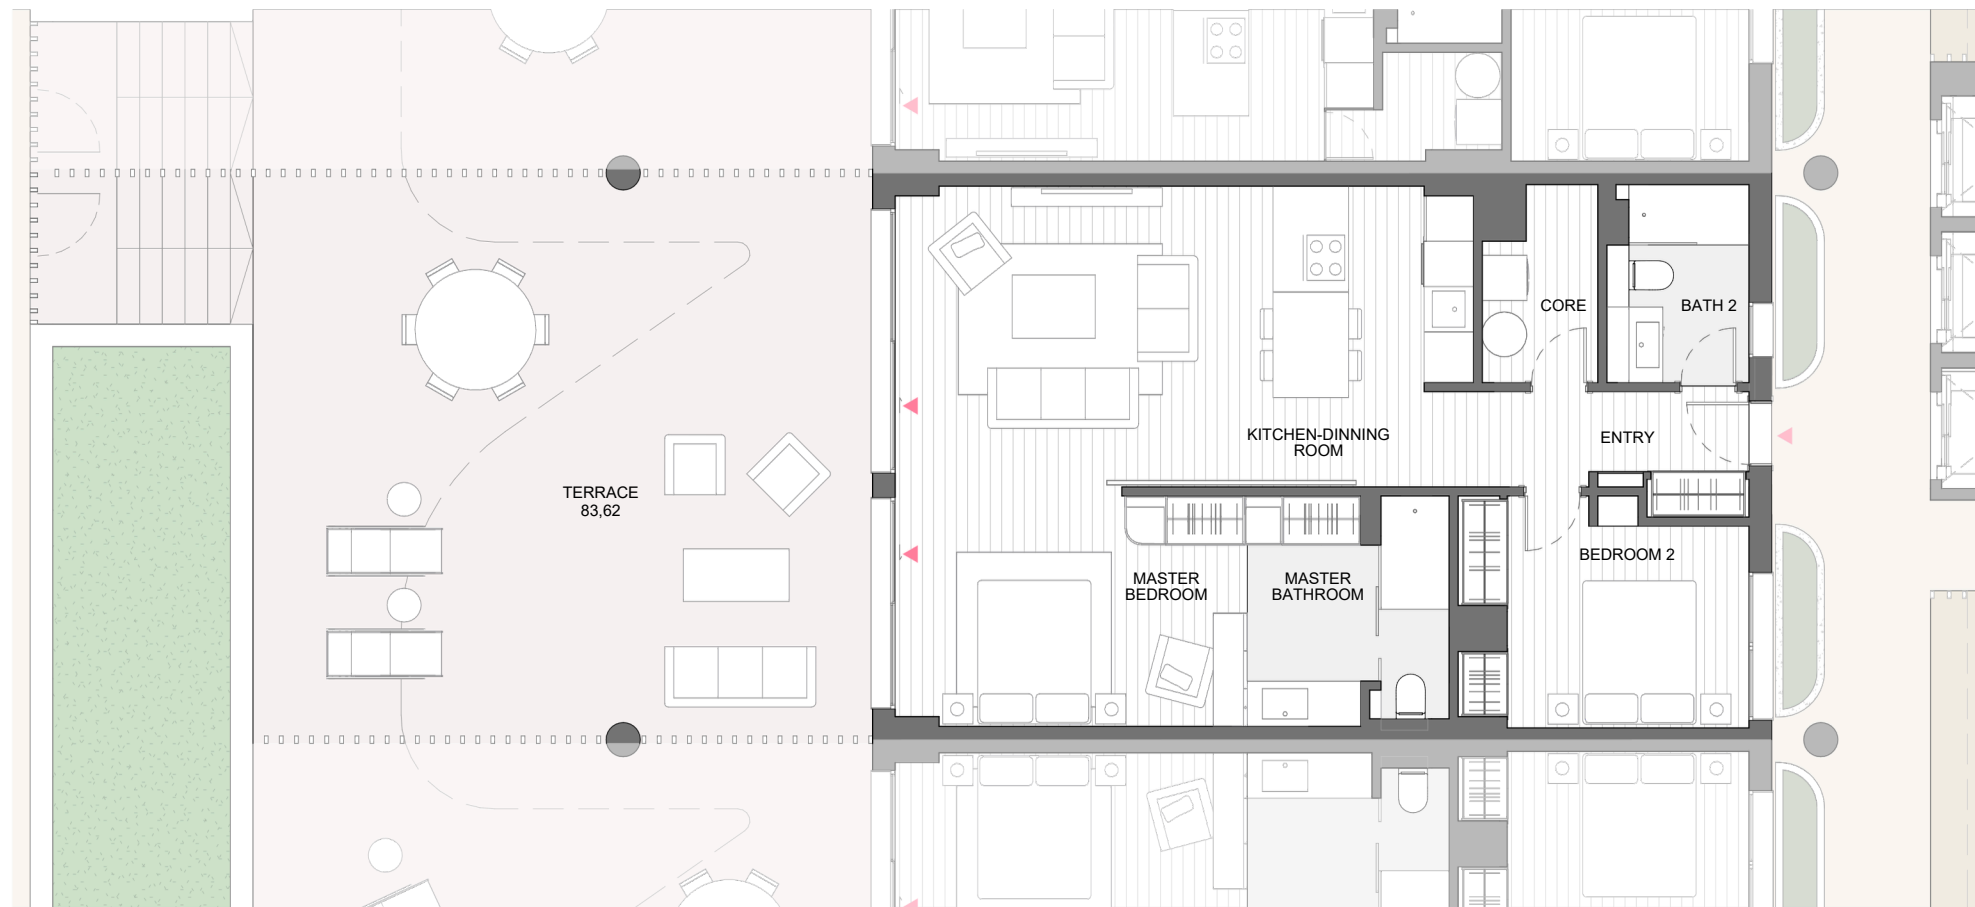 CORE
BATH 2
KITCHEN-DINNING
ROOM
ENTRY
TERRACE
83,62
BEDROOM 2
MASTER
BEDROOM
MASTER
BATHROOM